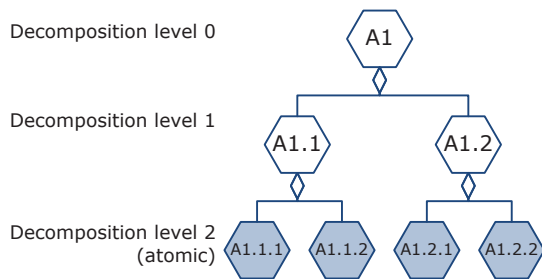 Decomposition level 0
A1
Decomposition level 1
A1.1
A1.2
Decomposition level 2
(atomic)
A1.1.1
A1.1.2
A1.2.1
A1.2.2